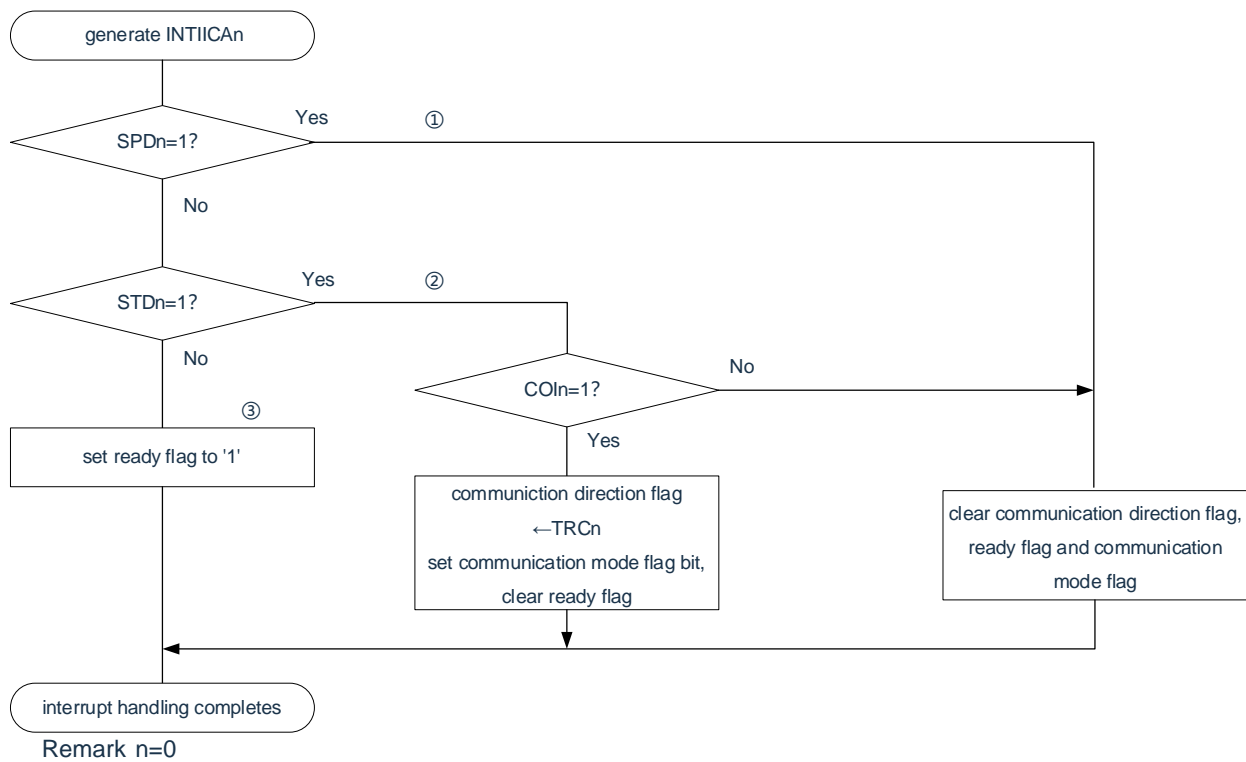 generate INTIICAn
Yes
①
SPDn=1?
No
Yes
②
STDn=1?
No
No
COIn=1?
③
Yes
set ready flag to '1'
communiction direction flag
←TRCn
set communication mode flag bit,
clear ready flag
clear communication direction flag,
ready flag and communication
mode flag
interrupt handling completes
Remark n=0